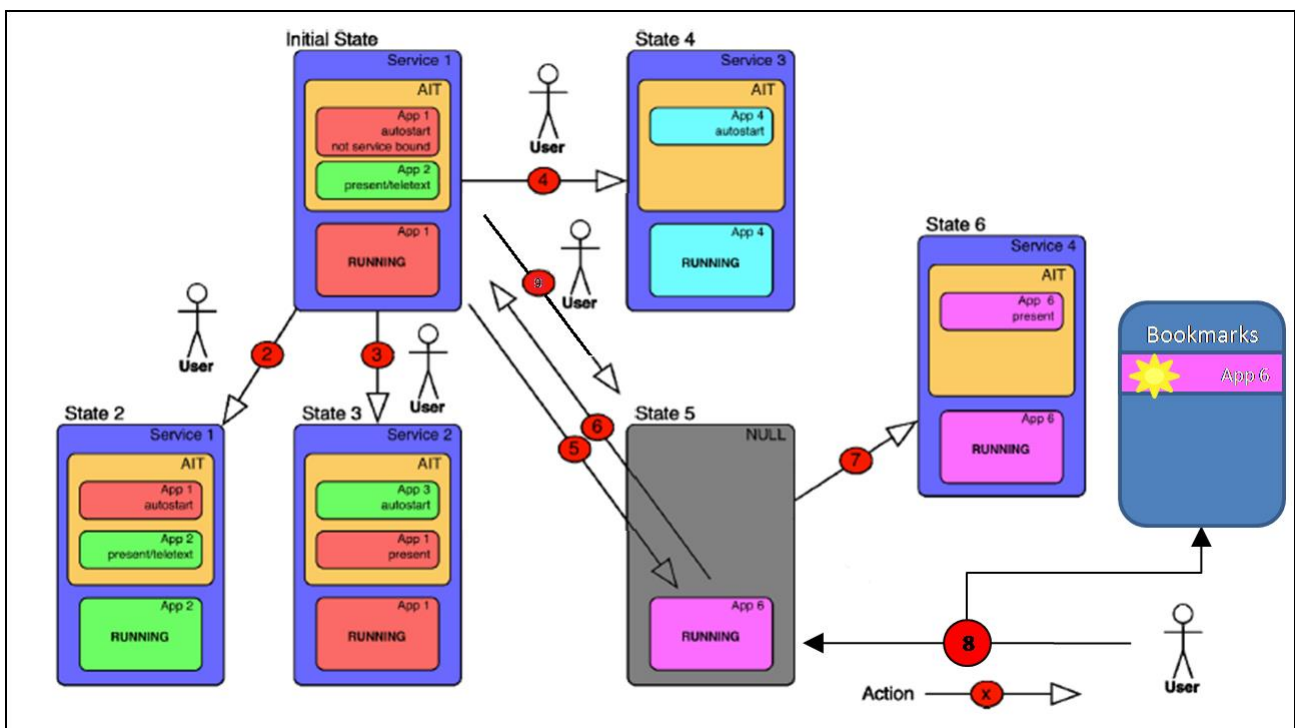 Initial State
Service 1
AIT
App 1
autostart
not service bound
App 2
present/teletext
App 1
RUNNING
State 4
Service 3
AIT
App 4
autostart
App 4
RUNNING
User
4
User
9
State 6
Service 4
AIT
App 6
present
App 6
RUNNING
Bookmarks
App 6
User
2
3
User
6
5
7
State 2
Service 1
AIT
App 1
autostart
App 2
present/teletext
App 2
RUNNING
State 3
Service 2
AIT
App 3
autostart
App 1
present
App 1
RUNNING
State 5
NULL
App 6
RUNNING
8
User
Action
x